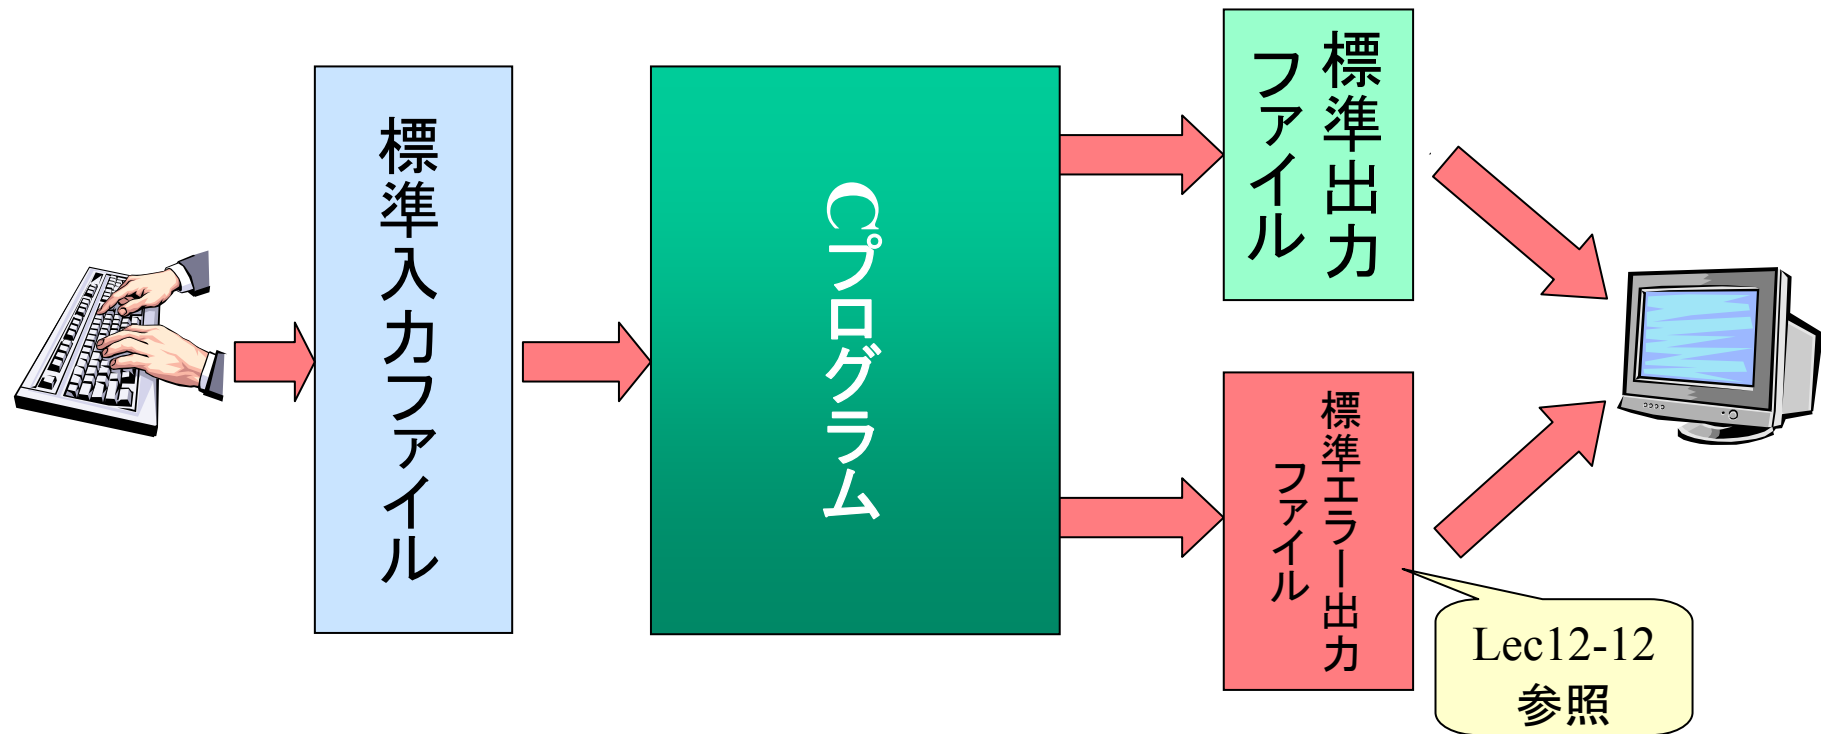 標準入力ファイル
Cプログラム
標準出力
ファイル
標準エラー出力
ファイル
Lec12-12
参照